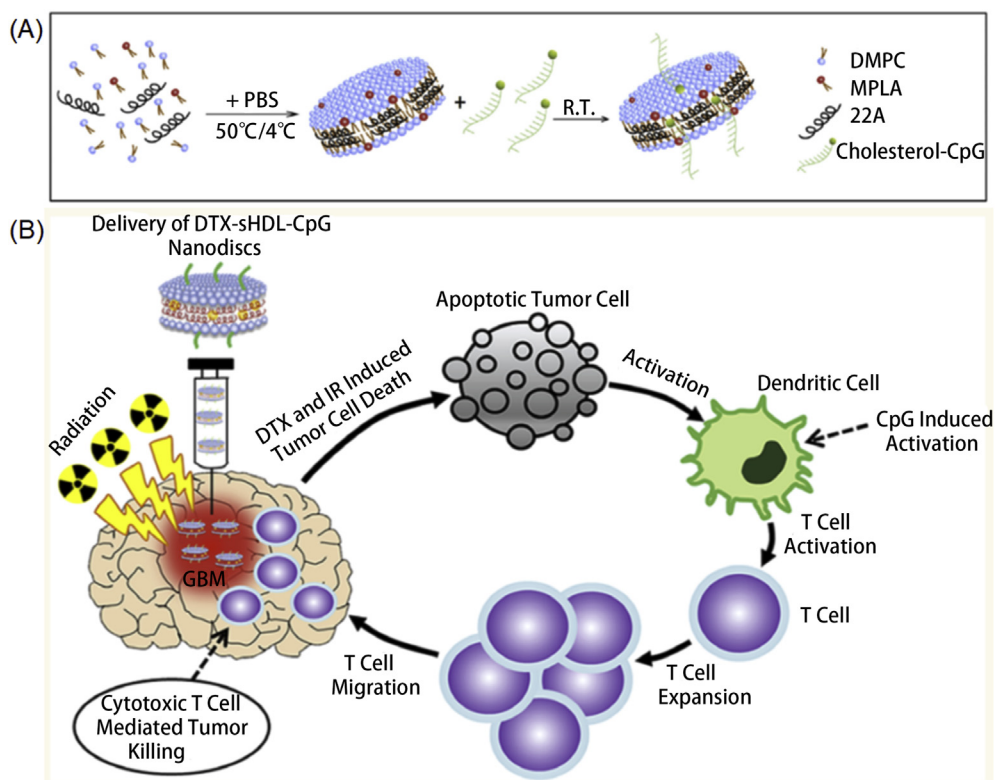 (A)
+ PBS
50℃/4℃
+
R.T.
DMPC
MPLA
22A
Cholesterol-CpG
(B)
Delivery of DTX-sHDL-CpG
Nanodiscs
Radiation
GBM
DTX and IR Induced
Tumor Cell Death
Apoptotic Tumor Cell
Activation
Dendritic Cell
CpG Induced
Activation
T Cell
Activation
T Cell
T Cell
Expansion
T Cell
Migration
Cytotoxic T Cell
Mediated Tumor
Killing